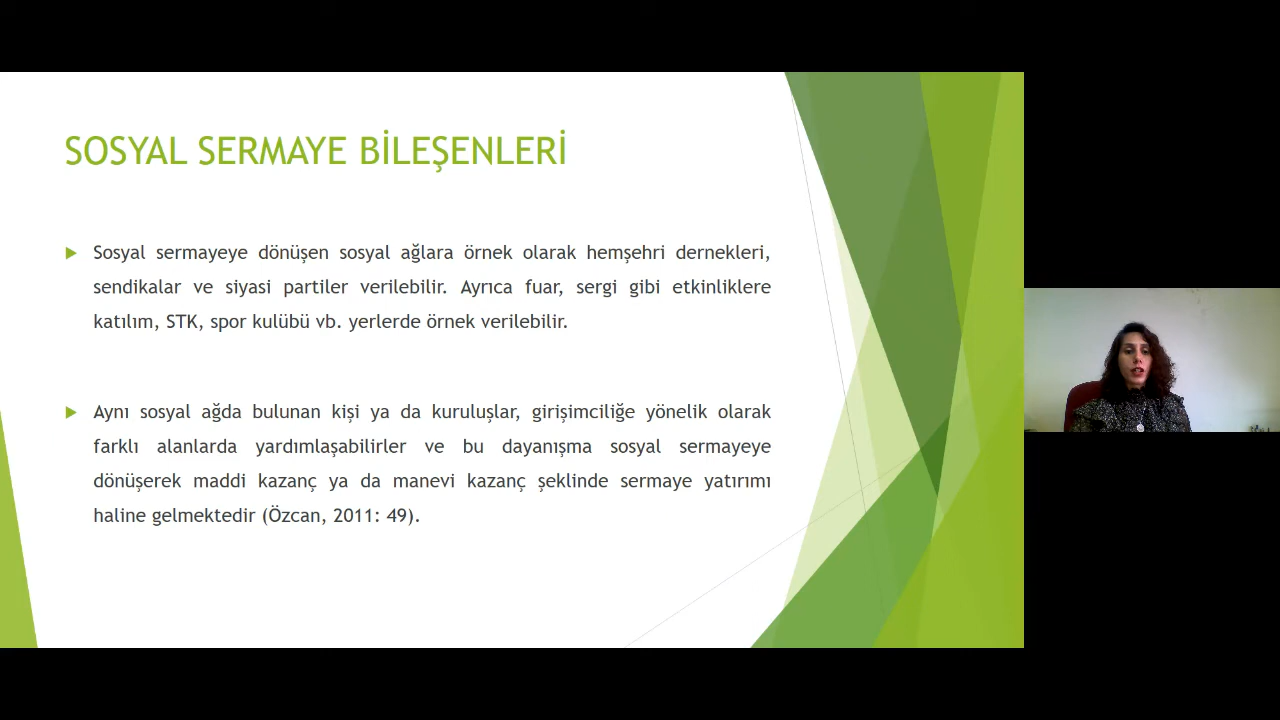 SOSYAL SERMAYE BİLEŞENLERİ
Sosyal sermayeye dönüşen sosyal ağlara örnek olarak hemşehri dernekleri,
sendikalar ve siyasi partiler verilebilir. Ayrıca fuar, sergi gibi etkinliklere
katılım, STK, spor kulübü vb. yerlerde örnek verilebilir.
Aynı sosyal ağda bulunan kişi ya da kuruluşlar, girişimciliğe yönelik olarak
farklı alanlarda yardımlaşabilirler ve bu dayanışma sosyal sermayeye
dönüşerek maddi kazanç ya da manevi kazanç şeklinde sermaye yatırımı
haline gelmektedir (Özcan, 2011: 49).